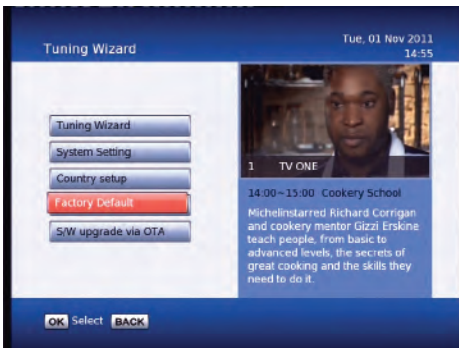 Tuning Wizard
Tue, 01 Nov 2011
14:55
Tuning Wizard
System Setting
Country setup
Factory Default
S/W upgrade via OTA
1 TV ONE
14:00~15:00 Cookery School
Michelinstarred Richard Corrigan
and cookery mentor Gizzi Erskine
teach people, from basic to
advanced levels, the secrets of
great cooking and the skills they
need to do it.
OK Select BACK